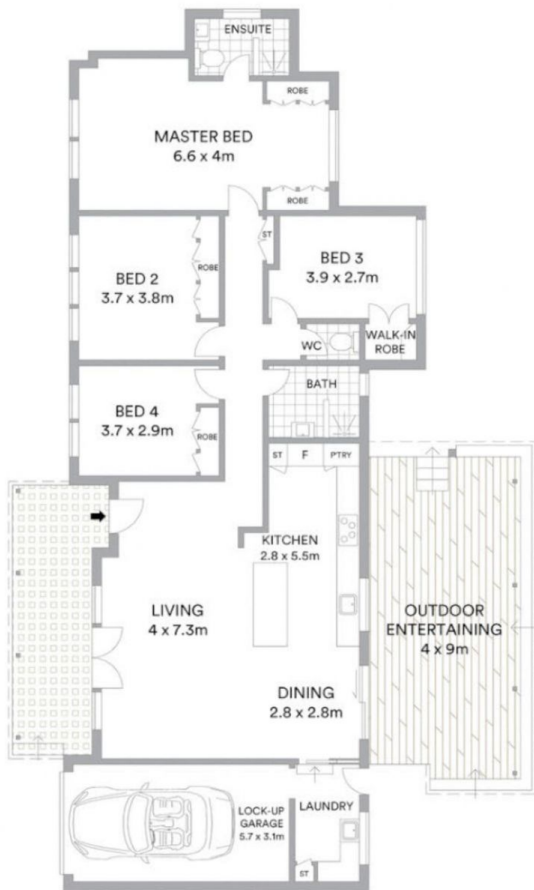 ENSUITE
ROBE
MASTER BED
6.6 x 4m
ROBE
ST
BED 2
3.7 x 3.8m
ROBE
BED 3
3.9 x 2.7m
WC
WALK-IN
ROBE
BATH
BED 4
3.7 x 2.9m
ROBE
ST
F
P'TRY
KITCHEN
2.8 x 5.5m
LIVING
4 x 7.3m
OUTDOOR
ENTERTAINING
4 x 9m
DINING
2.8 x 2.8m
LOCK-UP
GARAGE
5.7 x 3.1m
LAUNDRY
ST